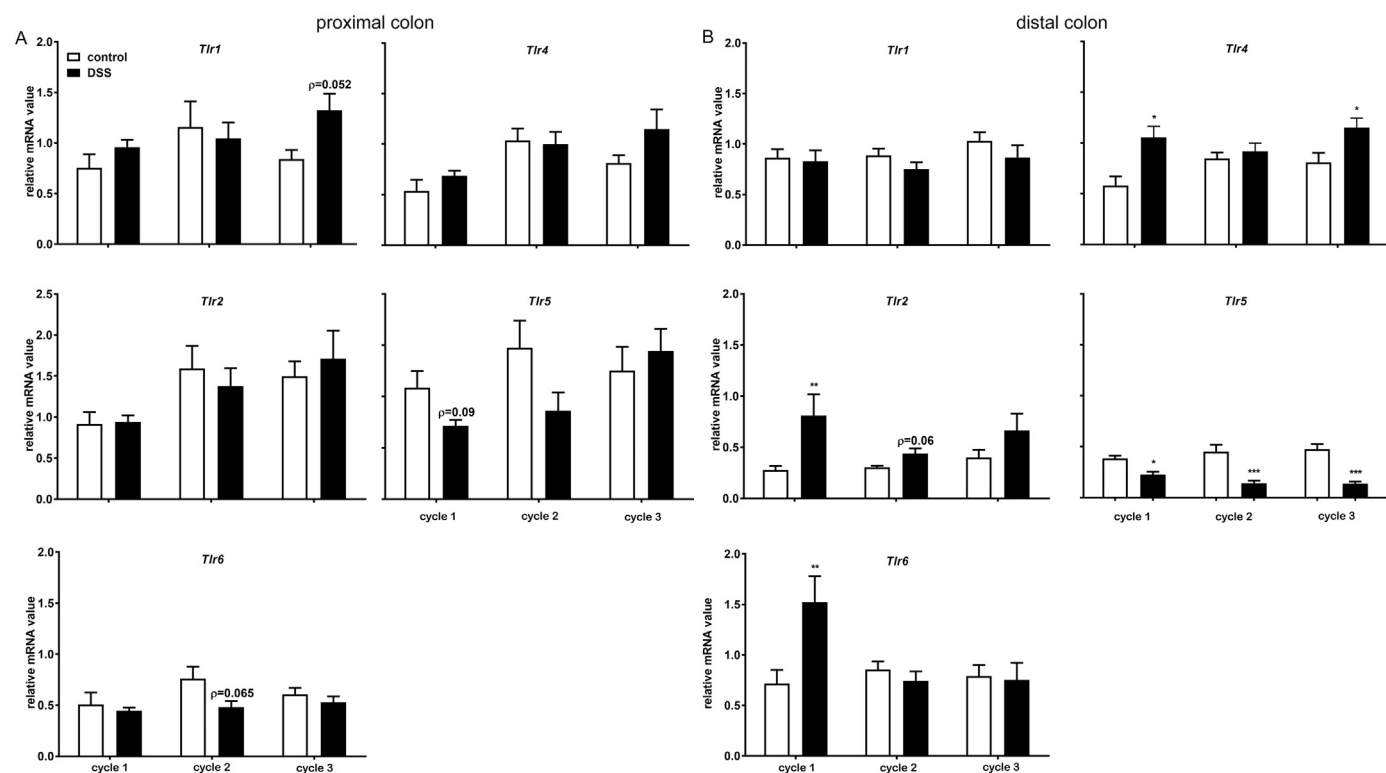 proximal colon
A
Tlr1
control
DSS
ρ=0.052
relative mRNA value
2.0
1.5
1.0
0.5
0.0
Tlr4
Tlr2
relative mRNA value
2.5
2.0
1.5
1.0
0.5
0.0
Tlr5
ρ=0.09
cycle 1 cycle 2 cycle 3
Tlr6
ρ=0.065
relative mRNA value
2.0
1.5
1.0
0.5
0.0
cycle 1 cycle 2 cycle 3
distal colon
B
Tlr1
relative mRNA value
2.0
1.5
1.0
0.5
0.0
Tlr4
* *
Tlr2
**
ρ=0.06
relative mRNA value
2.0
1.5
1.0
0.5
0.0
Tlr5
* *** ***
cycle 1 cycle 2 cycle 3
Tlr6
**
relative mRNA value
2.0
1.5
1.0
0.5
0.0
cycle 1 cycle 2 cycle 3